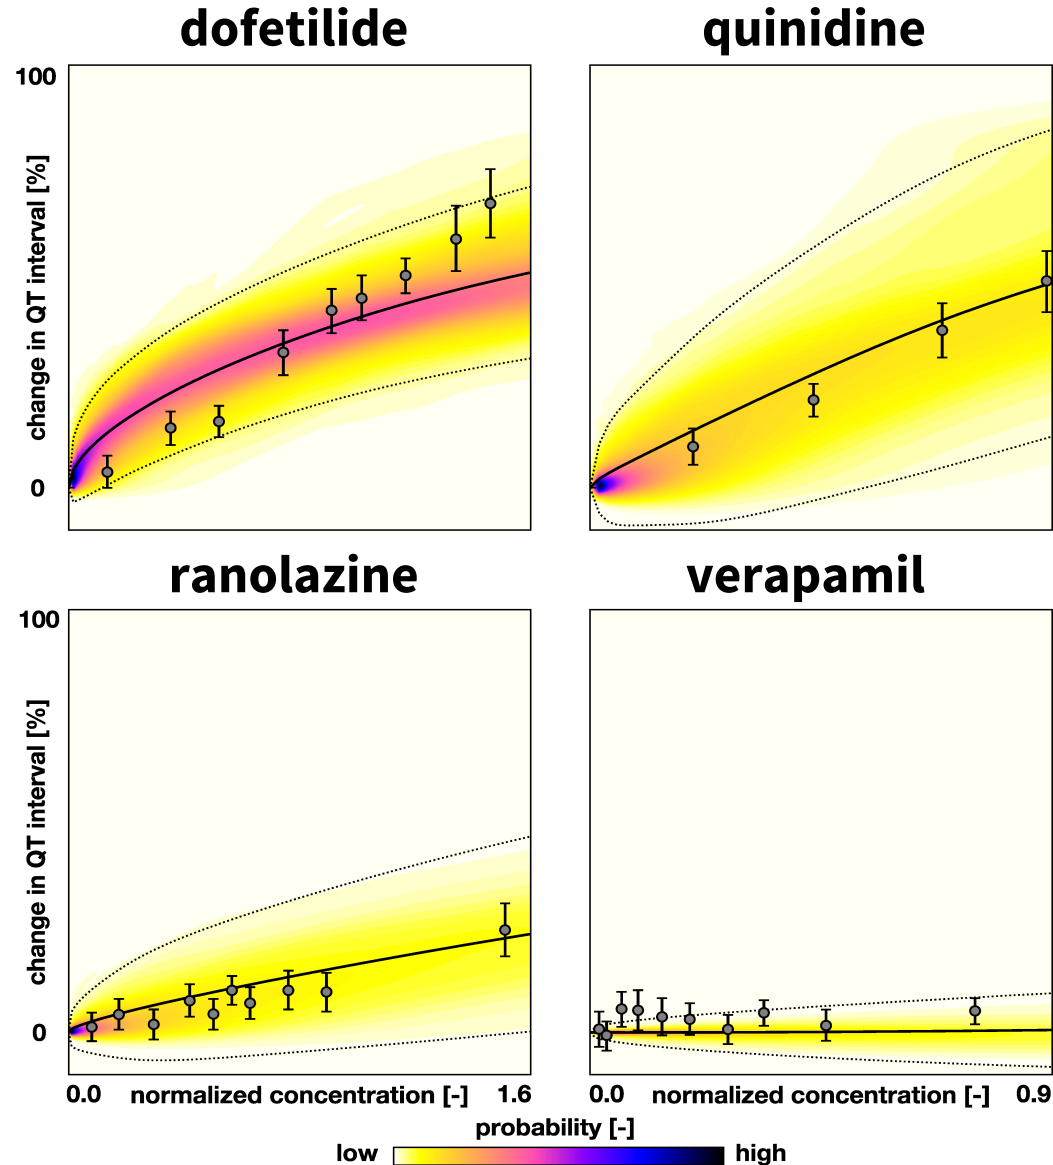 dofetilide
quinidine
100
change in QT interval [%]
0
ranolazine
verapamil
100
change in QT interval [%]
0
0.0 normalized concentration [-] 1.6
0.0 normalized concentration [-] 0.9
probability [-]
low high